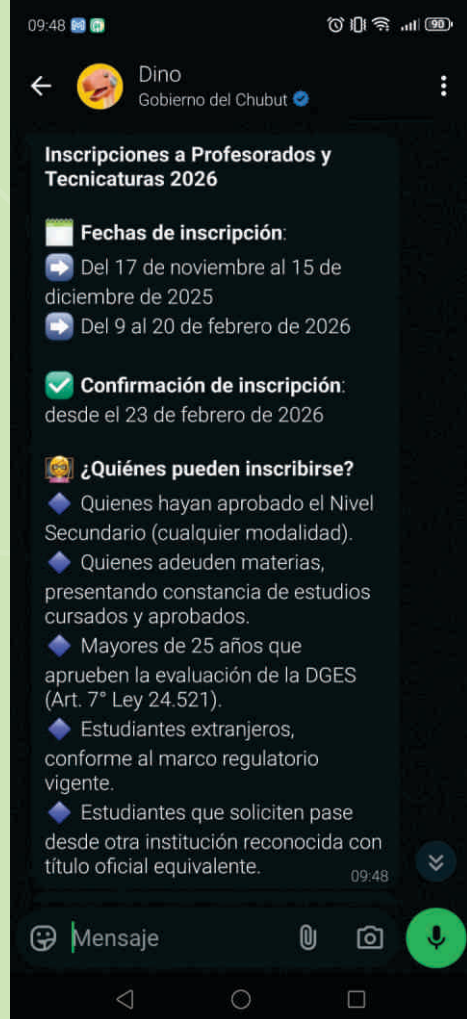 09:48
90
Dino
Gobierno del Chubut
Inscripciones a Profesorados y
Tecnicaturas 2026
Fechas de inscripción:
➡️ Del 17 de noviembre al 15 de
diciembre de 2025
➡️ Del 9 al 20 de febrero de 2026
✅ Confirmación de inscripción:
desde el 23 de febrero de 2026
¿Quiénes pueden inscribirse?
🔹 Quienes hayan aprobado el Nivel
Secundario (cualquier modalidad).
🔹 Quienes adeuden materias,
presentando constancia de estudios
cursados y aprobados.
🔹 Mayores de 25 años que
aprueben la evaluación de la DGES
(Art. 7° Ley 24.521).
🔹 Estudiantes extranjeros,
conforme al marco regulatorio
vigente.
🔹 Estudiantes que soliciten pase
desde otra institución reconocida con
título oficial equivalente.
09:48
Mensaje